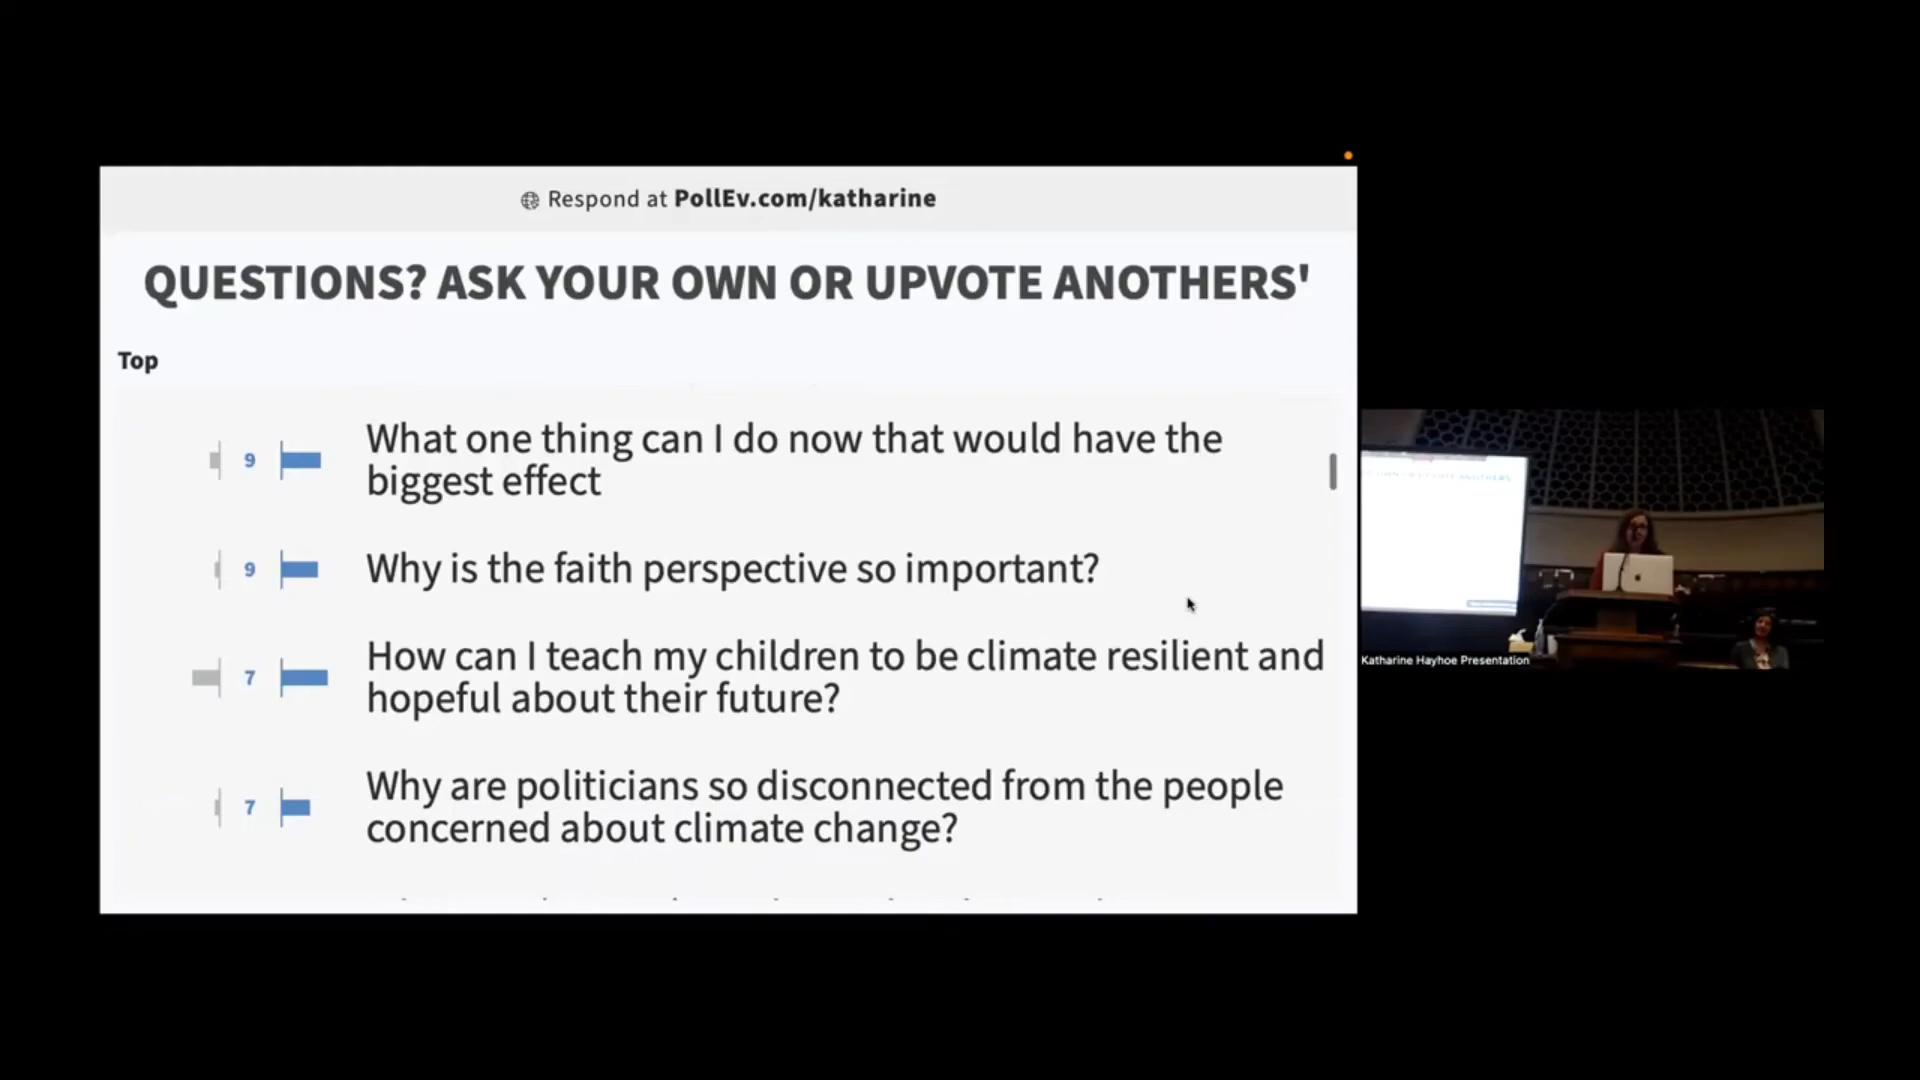 Respond at PollEv.com/katharine
QUESTIONS? ASK YOUR OWN OR UPVOTE ANOTHERS'
Top
9 What one thing can I do now that would have the
biggest effect
9 Why is the faith perspective so important?
7 How can I teach my children to be climate resilient and
hopeful about their future?
7 Why are politicians so disconnected from the people
concerned about climate change?
Katharine Hayhoe Presentation